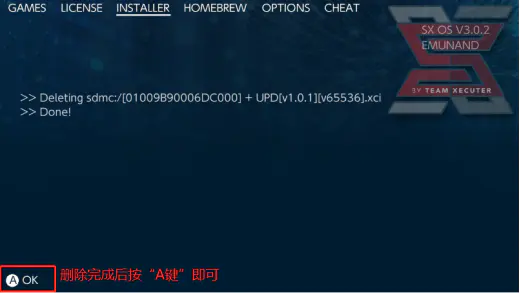 GAMES LICENSE INSTALLER HOMEBREW OPTIONS CHEAT
SX OS V3.0.2
EMUNAND
BY TEAM XECUTER
>> Deleting sdmc:/[01009B90006DC000] + UPD[v1.0.1][v65536].xci
>> Done!
A OK 删除完成后按“A键”即可